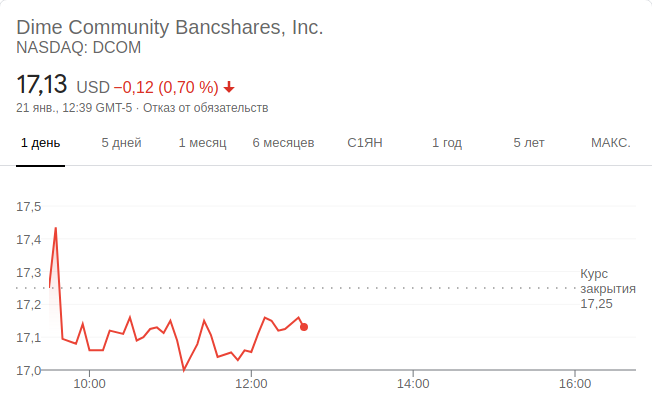 Dime Community Bancshares, Inc.
NASDAQ: DCOM
17,13 USD −0,12 (0,70 %)
21 янв., 12:39 GMT-5 · Отказ от обязательств
1 день 5 дней 1 месяц 6 месяцев С1ЯН 1 год 5 лет МАКС.
17,5
17,4
17,3
17,2
17,1
17,0
Курс
закрытия
17,25
10:00 12:00 14:00 16:00